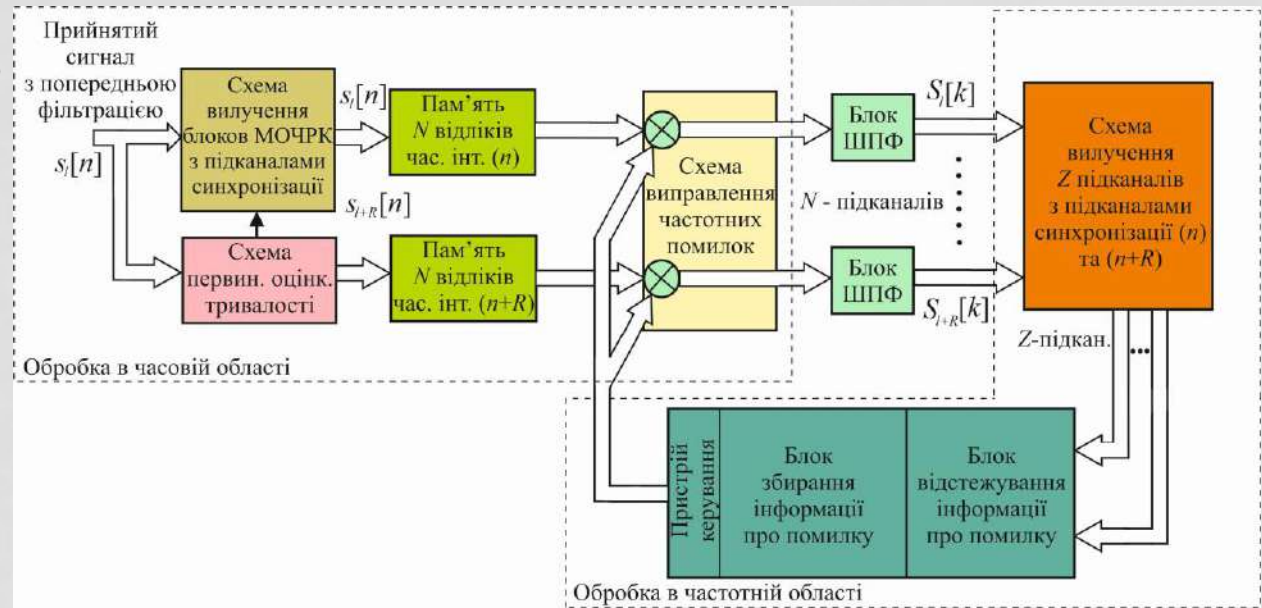 Прийнятий
сигнал
з попередньою
фільтрацією
s_l[n]
Схема
вилучення
блоків МОЧРК
з підканалами
синхронізації
Схема
первин. оцінк.
тривалості
s_l[n]
s_{l+R}[n]
Пам’ять
N відліків
час. інт. (n)
Пам’ять
N відліків
час. інт. (n+R)
Схема
виправлення
частотних
помилок
Блок
ШПФ
N - підканалів
Блок
ШПФ
S_l[k]
S_{l+R}[k]
Схема
вилучення
Z підканалів
з підканалами
синхронізації (n)
та (n+R)
Z-підкан.
Обробка в часовій області
Пристрій
керування
Блок
збирання
інформації
про помилку
Блок
відстежування
інформації
про помилку
Обробка в частотній області